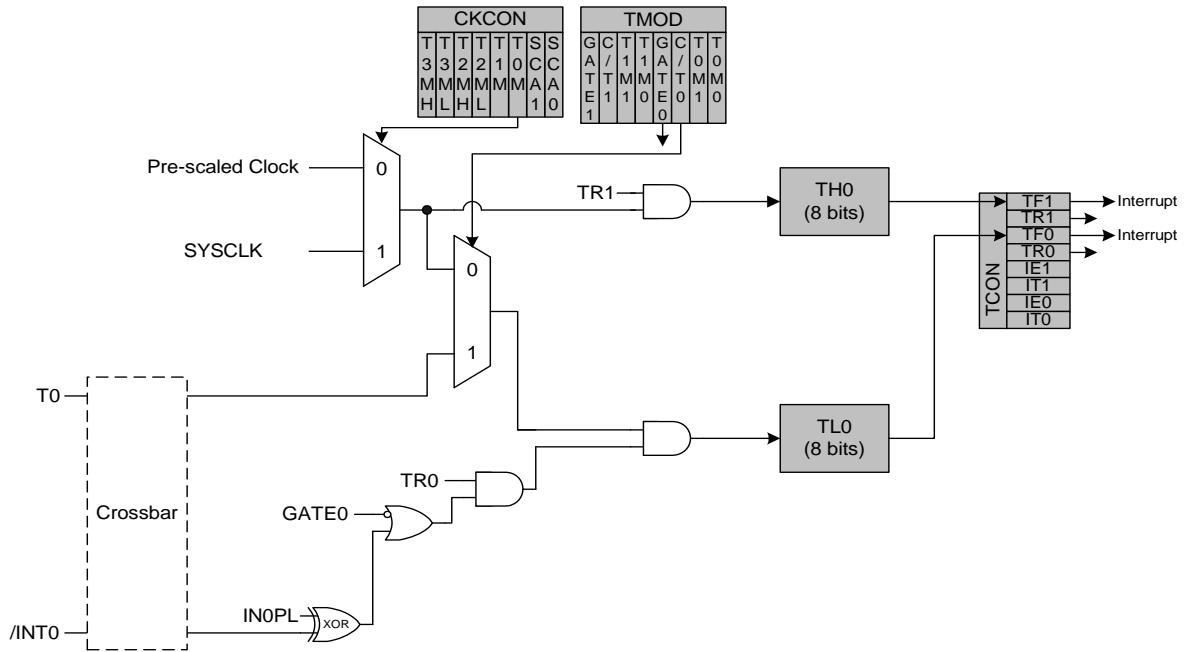 CKCON
T3MH
T3ML
T2MH
T2ML
T1M
T0M
SCA1
SCA0
TMOD
GATE1
C/T1
T1M1
T1M0
GATE0
C/T0
T0M1
T0M0
Pre-scaled Clock
0
SYSCLK
1
TR1
TH0
(8 bits)
TCON
TF1
TR1
TF0
TR0
IE1
IT1
IE0
IT0
Interrupt
Interrupt
0
1
T0
Crossbar
TL0
(8 bits)
TR0
GATE0
IN0PL
XOR
/INT0